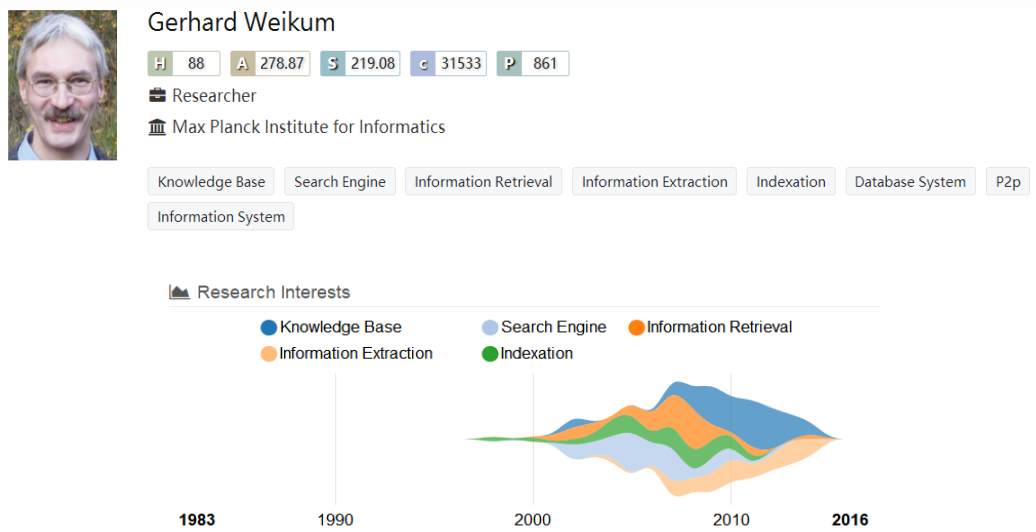 Gerhard Weikum
H 88 A 278.87 S 219.08 c 31533 P 861
Researcher
Max Planck Institute for Informatics
Knowledge Base Search Engine Information Retrieval Information Extraction Indexation Database System P2p
Information System
Research Interests
Knowledge Base Search Engine Information Retrieval
Information Extraction Indexation
1983 1990 2000 2010 2016